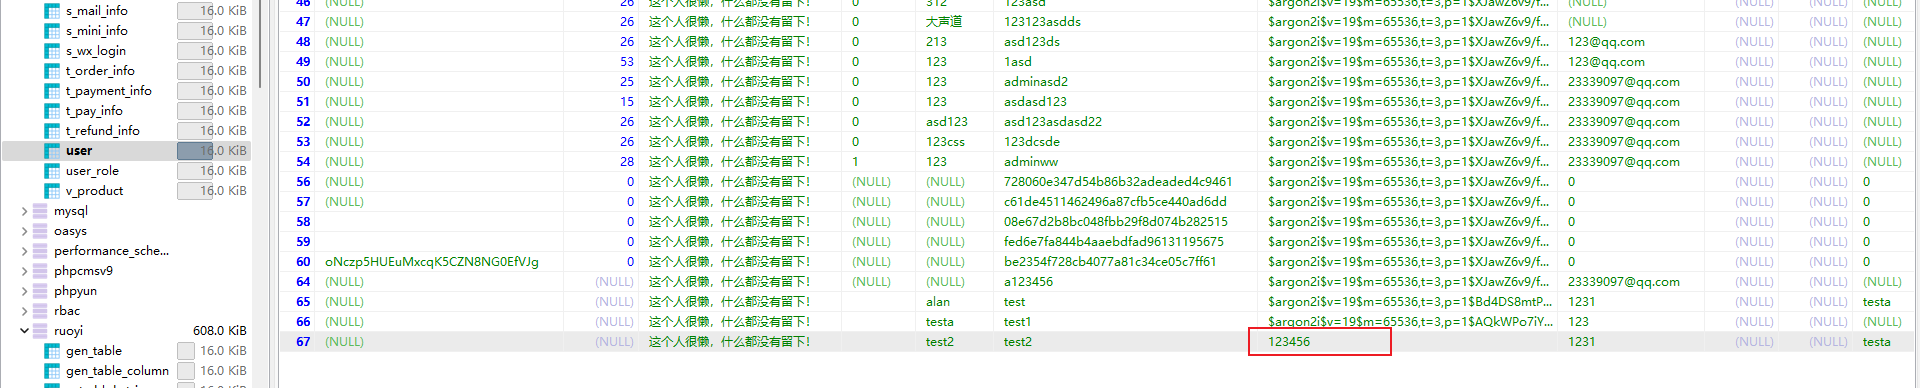 s_mail_info 16.0 KiB
s_mini_info 16.0 KiB
s_wx_login 16.0 KiB
t_order_info 16.0 KiB
t_payment_info 16.0 KiB
t_pay_info 16.0 KiB
t_refund_info 16.0 KiB
user 16.0 KiB
user_role 16.0 KiB
v_product 16.0 KiB
mysql
oasys
performance_sche...
phpcmsv9
phpyun
rbac
ruoyi 608.0 KiB
gen_table 16.0 KiB
gen_table_column 16.0 KiB
46 (NULL) 26 这个人很懒，什么都没有留下！ 0 312 123asd $argon2i$v=19$m=65536,t=3,p=1$XJawZ6v9/f... (NULL) (NULL) (NULL) (NULL)
47 (NULL) 26 这个人很懒，什么都没有留下！ 0 大声道 123123asdds $argon2i$v=19$m=65536,t=3,p=1$XJawZ6v9/f... (NULL) (NULL) (NULL) (NULL)
48 (NULL) 26 这个人很懒，什么都没有留下！ 0 213 asd123ds $argon2i$v=19$m=65536,t=3,p=1$XJawZ6v9/f... 123@qq.com (NULL) (NULL) (NULL)
49 (NULL) 53 这个人很懒，什么都没有留下！ 0 123 1asd $argon2i$v=19$m=65536,t=3,p=1$XJawZ6v9/f... 123@qq.com (NULL) (NULL) (NULL)
50 (NULL) 25 这个人很懒，什么都没有留下！ 0 123 adminasd2 $argon2i$v=19$m=65536,t=3,p=1$XJawZ6v9/f... 23339097@qq.com (NULL) (NULL) (NULL)
51 (NULL) 15 这个人很懒，什么都没有留下！ 0 123 asdasd123 $argon2i$v=19$m=65536,t=3,p=1$XJawZ6v9/f... 23339097@qq.com (NULL) (NULL) (NULL)
52 (NULL) 26 这个人很懒，什么都没有留下！ 0 asd123 asd123asdasd22 $argon2i$v=19$m=65536,t=3,p=1$XJawZ6v9/f... 23339097@qq.com (NULL) (NULL) (NULL)
53 (NULL) 26 这个人很懒，什么都没有留下！ 0 123css 123dcsde $argon2i$v=19$m=65536,t=3,p=1$XJawZ6v9/f... 23339097@qq.com (NULL) (NULL) (NULL)
54 (NULL) 28 这个人很懒，什么都没有留下！ 1 123 adminww $argon2i$v=19$m=65536,t=3,p=1$XJawZ6v9/f... 23339097@qq.com (NULL) (NULL) (NULL)
56 (NULL) 0 这个人很懒，什么都没有留下！ (NULL) (NULL) 728060e347d54b86b32adeaded4c9461 $argon2i$v=19$m=65536,t=3,p=1$XJawZ6v9/f... 0 (NULL) (NULL) 0
57 (NULL) 0 这个人很懒，什么都没有留下！ (NULL) (NULL) c61de4511462496a87cfb5ce440ad6dd $argon2i$v=19$m=65536,t=3,p=1$XJawZ6v9/f... 0 (NULL) (NULL) 0
58 0 这个人很懒，什么都没有留下！ (NULL) (NULL) 08e67d2b8bc048fbb29f8d074b282515 $argon2i$v=19$m=65536,t=3,p=1$XJawZ6v9/f... 0 (NULL) (NULL) 0
59 0 这个人很懒，什么都没有留下！ (NULL) (NULL) fed6e7fa844b4aaebdfad96131195675 $argon2i$v=19$m=65536,t=3,p=1$XJawZ6v9/f... 0 (NULL) (NULL) 0
60 oNczp5HUEuMxcqK5CZN8NG0EfVJg 0 这个人很懒，什么都没有留下！ (NULL) (NULL) be2354f728cb4077a81c34ce05c7ff61 $argon2i$v=19$m=65536,t=3,p=1$XJawZ6v9/f... 0 (NULL) (NULL) 0
64 (NULL) (NULL) 这个人很懒，什么都没有留下！ (NULL) (NULL) a123456 $argon2i$v=19$m=65536,t=3,p=1$XJawZ6v9/f... 23339097@qq.com (NULL) (NULL) (NULL)
65 (NULL) (NULL) 这个人很懒，什么都没有留下！ alan test $argon2i$v=19$m=65536,t=3,p=1$Bd4DS8mtP... 1231 (NULL) (NULL) testa
66 (NULL) (NULL) 这个人很懒，什么都没有留下！ testa test1 $argon2i$v=19$m=65536,t=3,p=1$AQkWPo7iY... 123 (NULL) (NULL) (NULL)
67 (NULL) (NULL) 这个人很懒，什么都没有留下！ test2 test2 123456 1231 (NULL) (NULL) testa